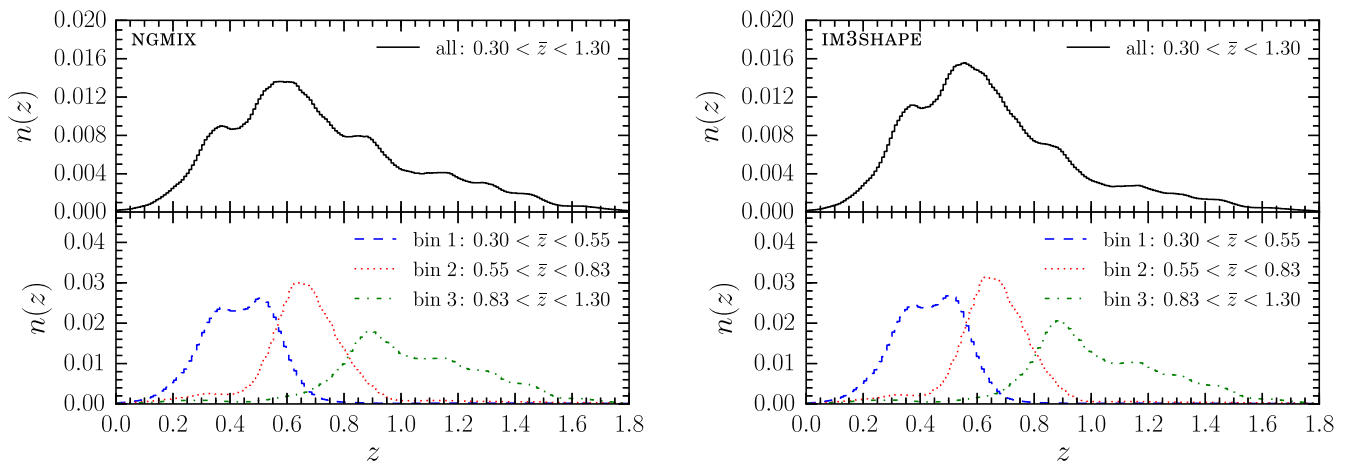 NGMIX
all: 0.30 < z̄ < 1.30
n(z)
0.020
0.016
0.012
0.008
0.004
0.000
bin 1: 0.30 < z̄ < 0.55
bin 2: 0.55 < z̄ < 0.83
bin 3: 0.83 < z̄ < 1.30
n(z)
0.04
0.03
0.02
0.01
0.00
0.0 0.2 0.4 0.6 0.8 1.0 1.2 1.4 1.6 1.8
z
IM3SHAPE
all: 0.30 < z̄ < 1.30
n(z)
0.020
0.016
0.012
0.008
0.004
0.000
bin 1: 0.30 < z̄ < 0.55
bin 2: 0.55 < z̄ < 0.83
bin 3: 0.83 < z̄ < 1.30
n(z)
0.04
0.03
0.02
0.01
0.00
0.0 0.2 0.4 0.6 0.8 1.0 1.2 1.4 1.6 1.8
z